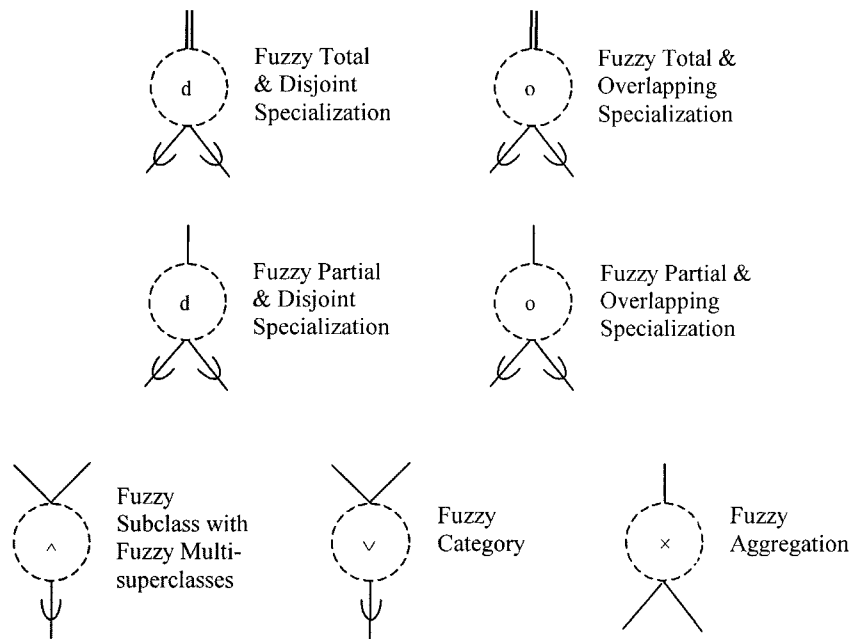 d
Fuzzy Total
& Disjoint
Specialization
o
Fuzzy Total &
Overlapping
Specialization
d
Fuzzy Partial
& Disjoint
Specialization
o
Fuzzy Partial &
Overlapping
Specialization
^
Fuzzy
Subclass with
Fuzzy Multi-
superclasses
v
Fuzzy
Category
×
Fuzzy
Aggregation